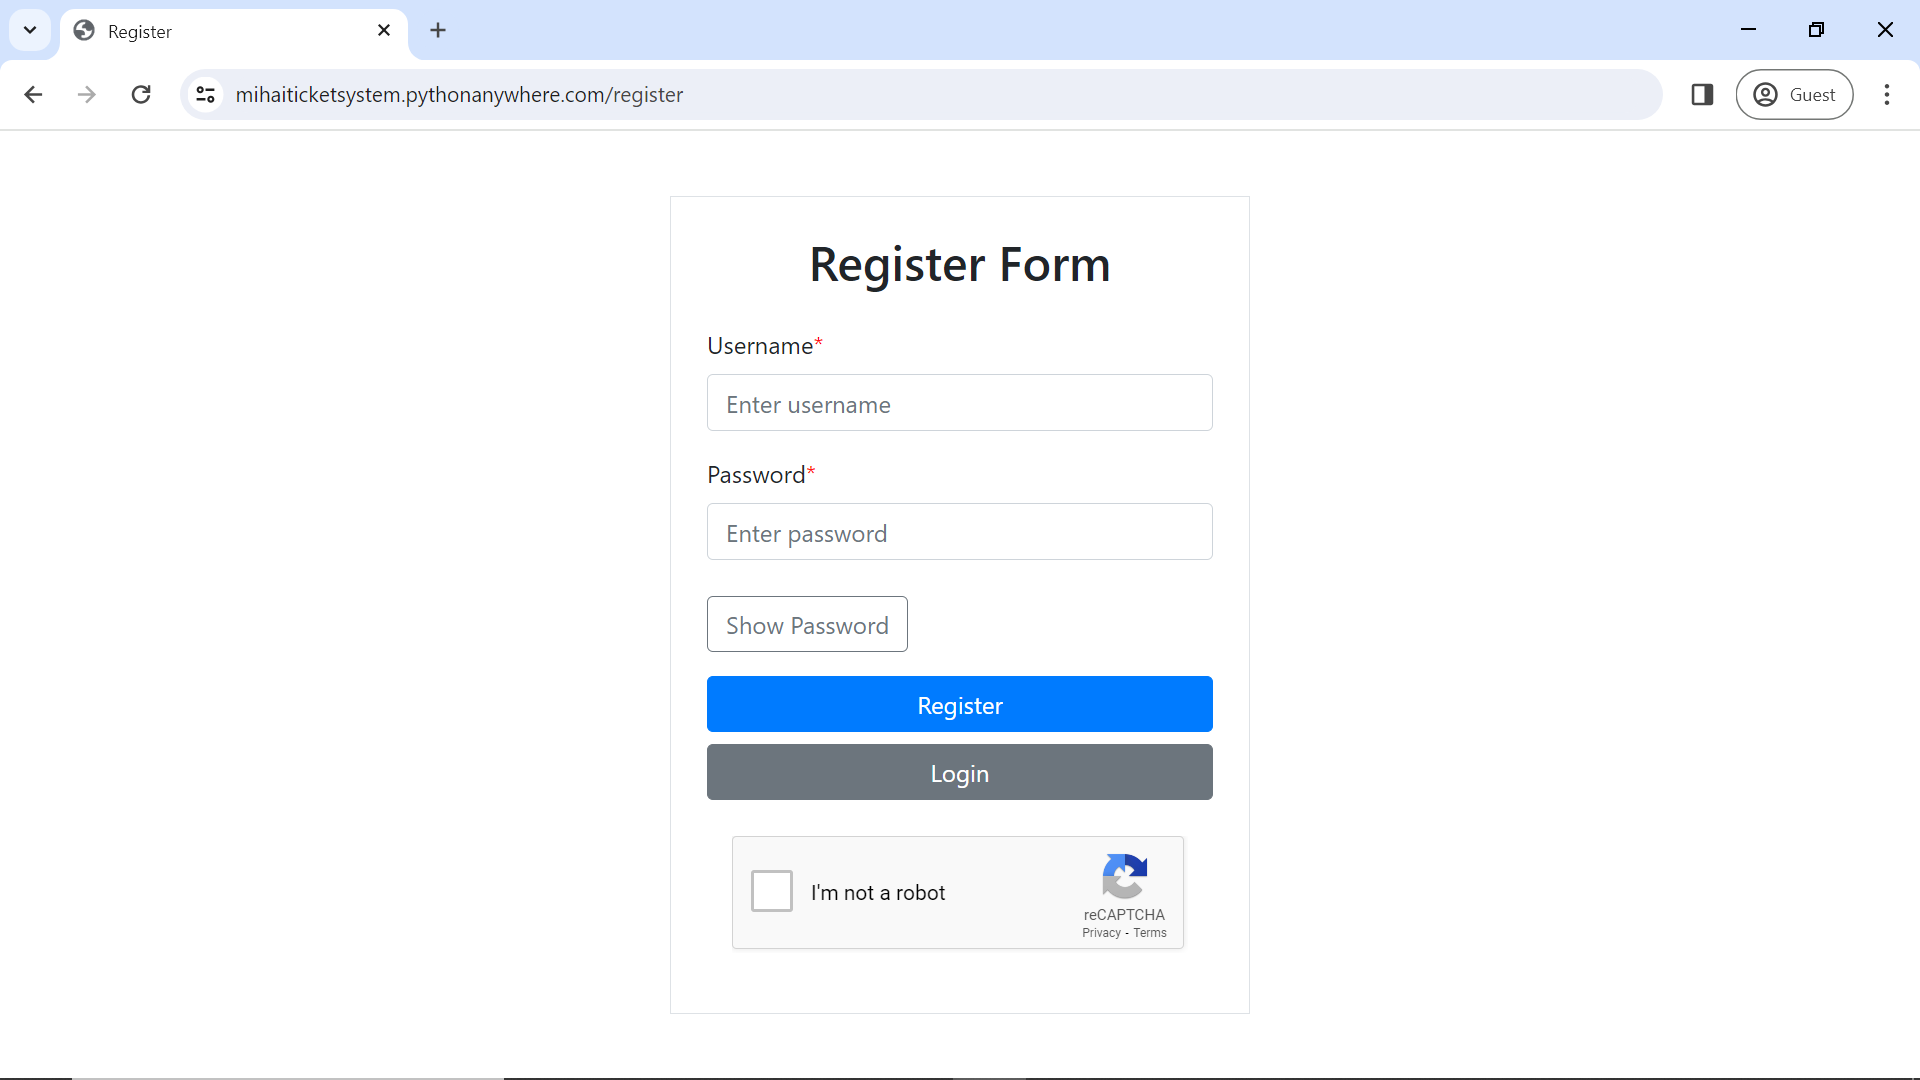 Register
mihaiticketsystem.pythonanywhere.com/register
Guest
Register Form
Username*
Enter username
Password*
Enter password
Show Password
Register
Login
I'm not a robot
reCAPTCHA
Privacy - Terms